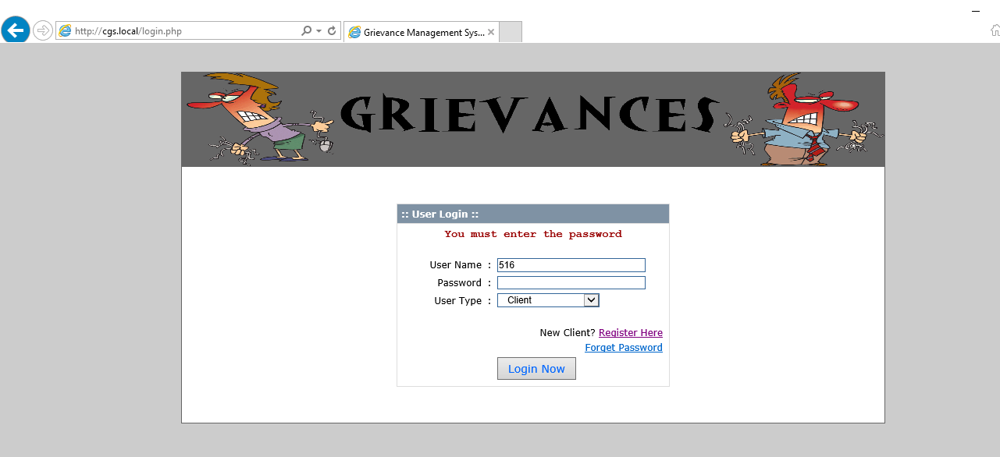 http://cgs.local/login.php
Grievance Management Sys...
GRIEVANCES
:: User Login ::
You must enter the password
User Name : 516
Password :
User Type : Client
New Client? Register Here
Forget Password
Login Now